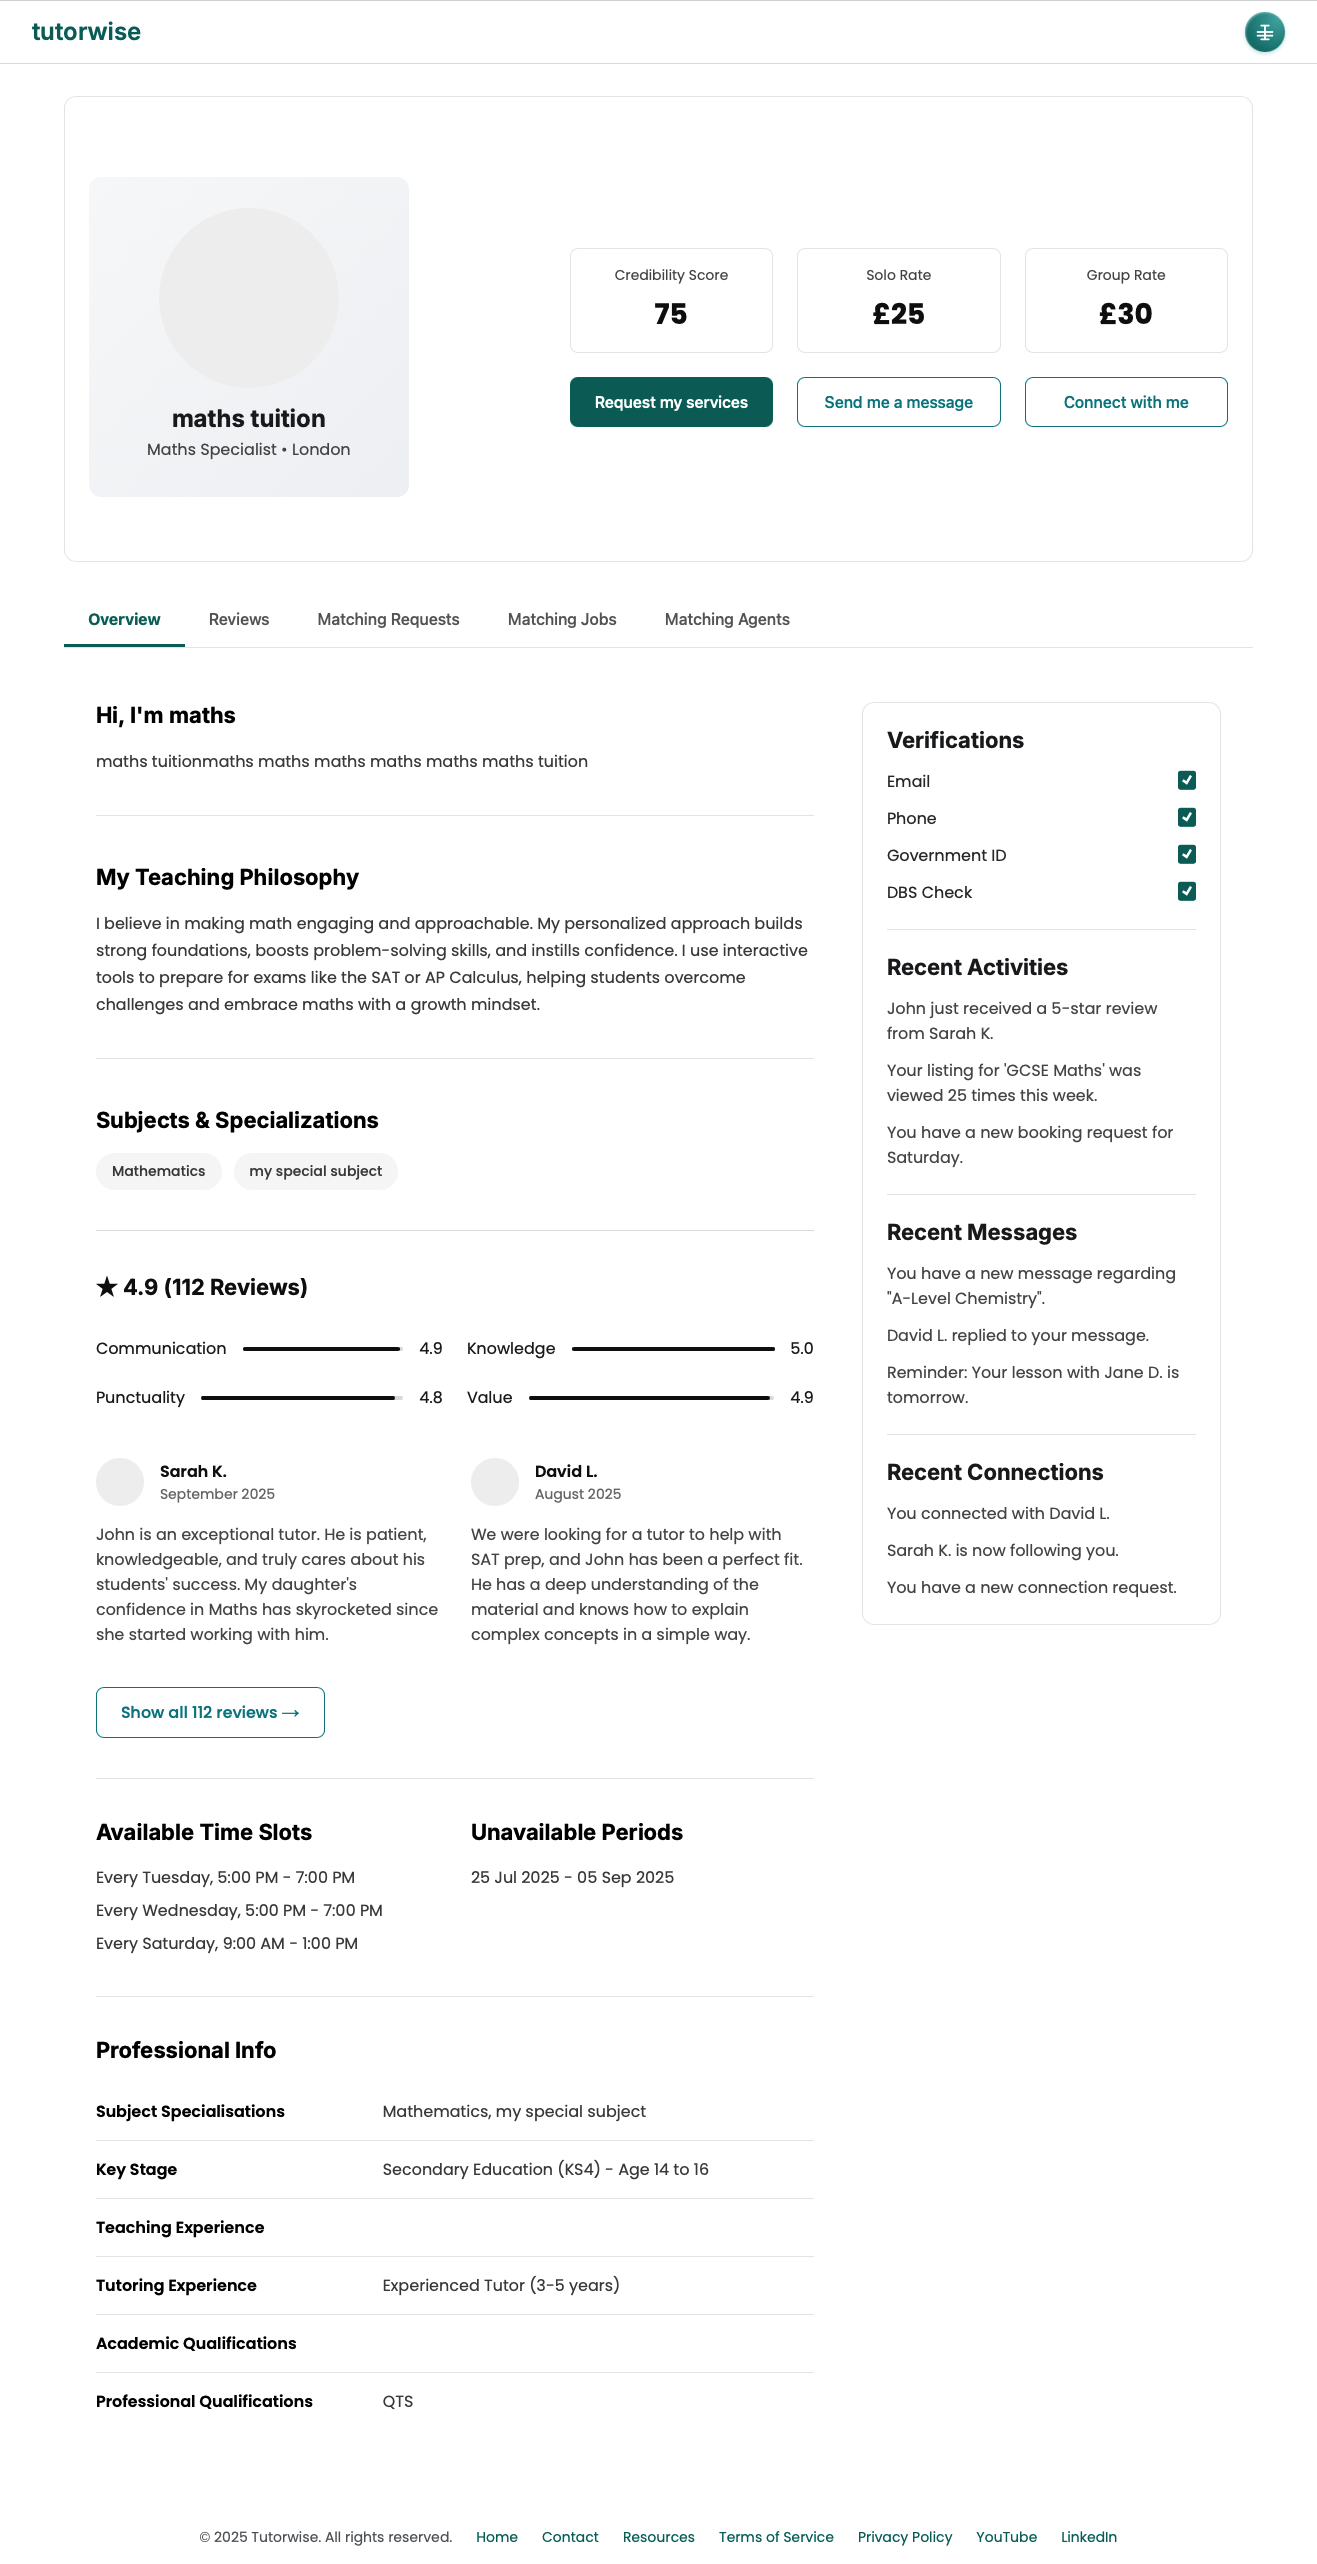 tutorwise
maths tuition
Maths Specialist • London
Credibility Score
75
Solo Rate
£25
Group Rate
£30
Request my services
Send me a message
Connect with me
Overview
Reviews
Matching Requests
Matching Jobs
Matching Agents
Hi, I'm maths
maths tuitionmaths maths maths maths maths maths tuition
My Teaching Philosophy
I believe in making math engaging and approachable. My personalized approach builds
strong foundations, boosts problem-solving skills, and instills confidence. I use interactive
tools to prepare for exams like the SAT or AP Calculus, helping students overcome
challenges and embrace maths with a growth mindset.
Subjects & Specializations
Mathematics
my special subject
★ 4.9 (112 Reviews)
Communication 4.9
Knowledge 5.0
Punctuality 4.8
Value 4.9
Sarah K.
September 2025
John is an exceptional tutor. He is patient,
knowledgeable, and truly cares about his
students' success. My daughter's
confidence in Maths has skyrocketed since
she started working with him.
David L.
August 2025
We were looking for a tutor to help with
SAT prep, and John has been a perfect fit.
He has a deep understanding of the
material and knows how to explain
complex concepts in a simple way.
Show all 112 reviews →
Available Time Slots
Every Tuesday, 5:00 PM - 7:00 PM
Every Wednesday, 5:00 PM - 7:00 PM
Every Saturday, 9:00 AM - 1:00 PM
Unavailable Periods
25 Jul 2025 - 05 Sep 2025
Professional Info
Subject Specialisations Mathematics, my special subject
Key Stage Secondary Education (KS4) - Age 14 to 16
Teaching Experience
Tutoring Experience Experienced Tutor (3-5 years)
Academic Qualifications
Professional Qualifications QTS
Verifications
Email
Phone
Government ID
DBS Check
Recent Activities
John just received a 5-star review
from Sarah K.
Your listing for 'GCSE Maths' was
viewed 25 times this week.
You have a new booking request for
Saturday.
Recent Messages
You have a new message regarding
"A-Level Chemistry".
David L. replied to your message.
Reminder: Your lesson with Jane D. is
tomorrow.
Recent Connections
You connected with David L.
Sarah K. is now following you.
You have a new connection request.
© 2025 Tutorwise. All rights reserved. Home Contact Resources Terms of Service Privacy Policy YouTube LinkedIn